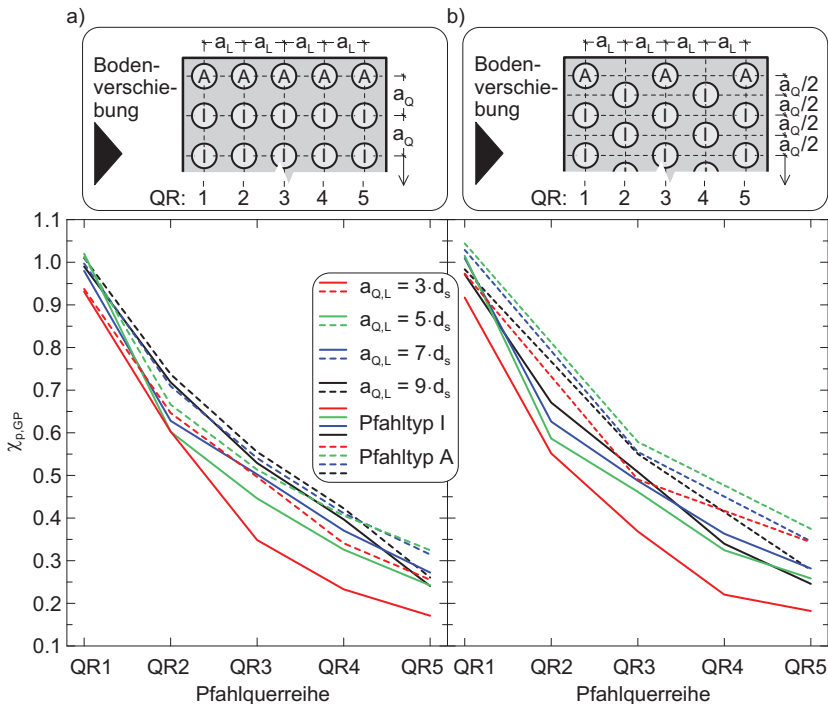 a)
a_L a_L a_L a_L
Boden-
verschie-
bung
A A A A A
I I I I I
I I I I I
a_Q
a_Q
QR: 1 2 3 4 5
b)
a_L a_L a_L a_L
Boden-
verschie-
bung
A A A
I I
I I I
I I
I I I
I I
a_Q/2
a_Q/2
a_Q/2
a_Q/2
QR: 1 2 3 4 5
χ_p,GP
1.1
1.0
0.9
0.8
0.7
0.6
0.5
0.4
0.3
0.2
0.1
a_Q,L = 3·d_s
a_Q,L = 5·d_s
a_Q,L = 7·d_s
a_Q,L = 9·d_s
Pfahltyp I
Pfahltyp A
QR1 QR2 QR3 QR4 QR5
Pfahlquerreihe
QR1 QR2 QR3 QR4 QR5
Pfahlquerreihe